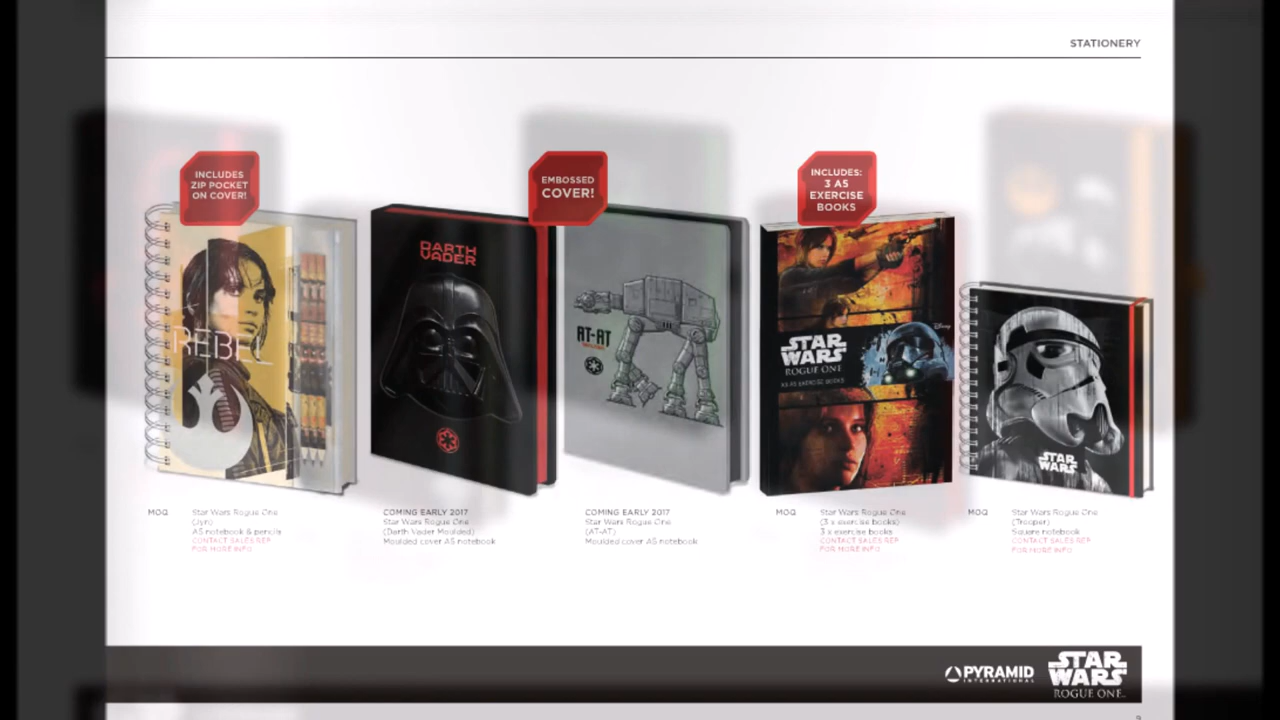 STATIONERY
INCLUDES
ZIP POCKET
ON COVER!
EMBOSSED
COVER!
INCLUDES:
3 A5
EXERCISE
BOOKS
REBEL
DARTH
VADER
AT-AT
Disney
STAR
WARS
ROGUE ONE
X3 A5 EXERCISE BOOKS
STAR
WARS
MOQ
Star Wars Rogue One
(Jyn)
A5 notebook & pencils
CONTACT SALES REP
FOR MORE INFO
COMING EARLY 2017
Star Wars Rogue One
(Darth Vader Moulded)
Moulded cover A5 notebook
COMING EARLY 2017
Star Wars Rogue One
(AT-AT)
Moulded cover A5 notebook
MOQ
Star Wars Rogue One
(3 x exercise books)
3 x exercise books
CONTACT SALES REP
FOR MORE INFO
MOQ
Star Wars Rogue One
(Trooper)
Square notebook
CONTACT SALES REP
FOR MORE INFO
PYRAMID
INTERNATIONAL
STAR
WARS
ROGUE ONE